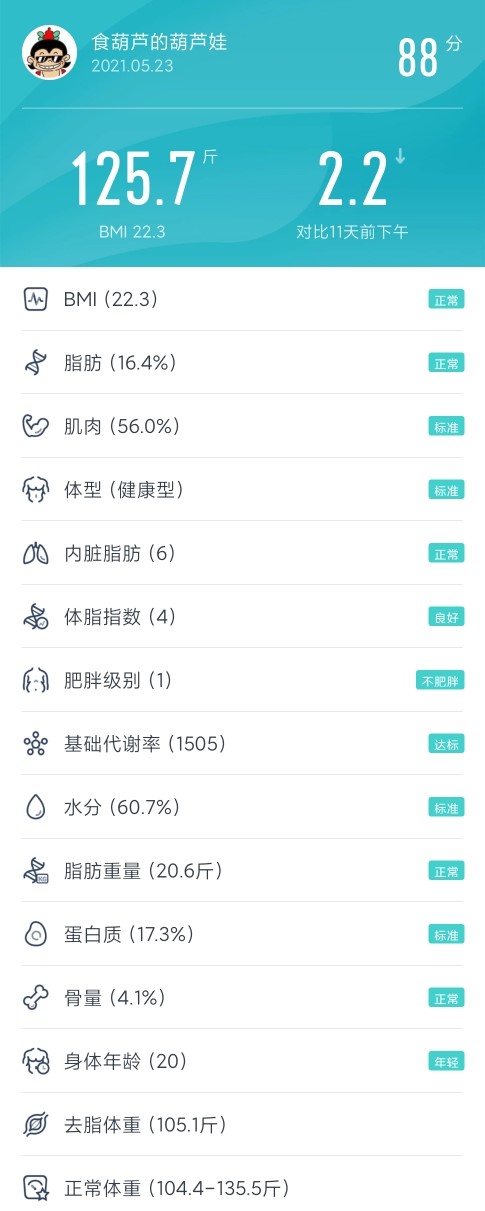 食葫芦的葫芦娃
2021.05.23
88分
125.7斤
BMI 22.3
2.2↓
对比11天前下午
BMI (22.3) 正常
脂肪 (16.4%) 正常
肌肉 (56.0%) 标准
体型 (健康型) 标准
内脏脂肪 (6) 正常
体脂指数 (4) 良好
肥胖级别 (1) 不肥胖
基础代谢率 (1505) 达标
水分 (60.7%) 标准
脂肪重量 (20.6斤) 正常
蛋白质 (17.3%) 标准
骨量 (4.1%) 正常
身体年龄 (20) 年轻
去脂体重 (105.1斤)
正常体重 (104.4-135.5斤)